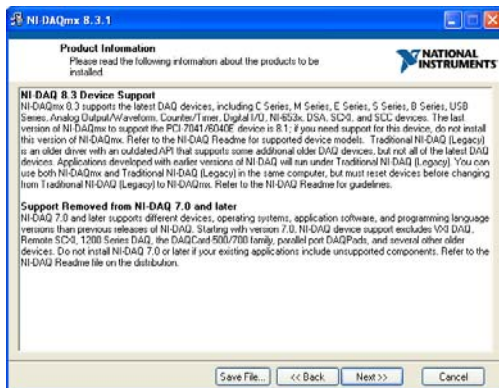 NI-DAQmx 8.3.1
Product Information
Please read the following information about the products to be
installed.
NATIONAL
INSTRUMENTS
NI-DAQ 8.3 Device Support
NI-DAQmx 8.3 supports the latest DAQ devices, including C Series, M Series, E Series, S Series, B Series, USB
Series, Analog Output/Waveform, Counter/Timer, Digital I/O, NI-653x, DSA, SCXI, and SCC devices. The last
version of NI-DAQmx to support the PCI-7041/6040E device is 8.1; if you need support for this device, do not install
this version of NI-DAQmx. Refer to the NI-DAQ Readme for supported device models. Traditional NI-DAQ (Legacy)
is an older driver with an outdated API that supports some additional older DAQ devices, but not all of the latest DAQ
devices. Applications developed with earlier versions of NI-DAQ will run under Traditional NI-DAQ (Legacy). You can
use both NI-DAQmx and Traditional NI-DAQ (Legacy) in the same computer, but must reset devices before changing
from Traditional NI-DAQ (Legacy) to NI-DAQmx. Refer to the NI-DAQ Readme for guidelines.
Support Removed from NI-DAQ 7.0 and later
NI-DAQ 7.0 and later supports different devices, operating systems, application software, and programming language
versions than previous releases of NI-DAQ. Starting with version 7.0, NI-DAQ device support excludes VXI DAQ,
Remote SCXI, 1200 Series DAQ, the DAQCard-500/700 family, parallel port DAQPads, and several other older
devices. Do not install 7.0 or later if your existing applications include unsupported components. Refer to the
NI-DAQ Readme file on the distribution.
Save File... << Back Next >> Cancel